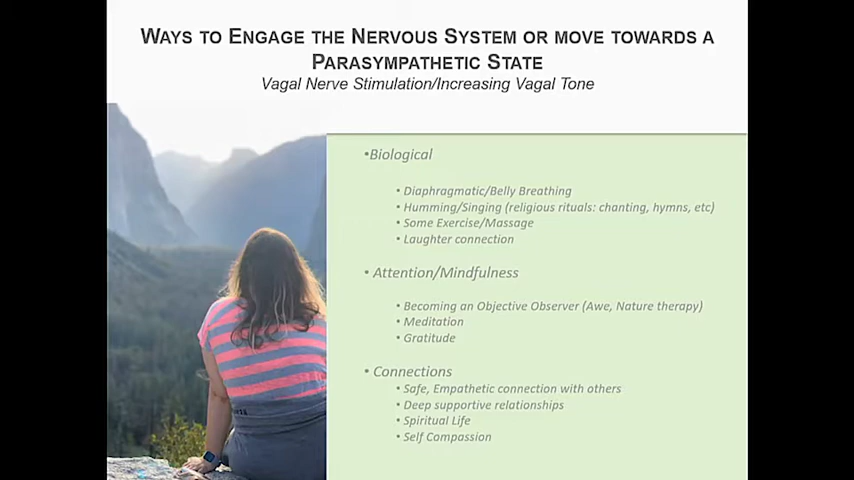 WAYS TO ENGAGE THE NERVOUS SYSTEM OR MOVE TOWARDS A
PARASYMPATHETIC STATE
Vagal Nerve Stimulation/Increasing Vagal Tone
•Biological
• Diaphragmatic/Belly Breathing
• Humming/Singing (religious rituals: chanting, hymns, etc)
• Some Exercise/Massage
• Laughter connection
• Attention/Mindfulness
• Becoming an Objective Observer (Awe, Nature therapy)
• Meditation
• Gratitude
• Connections
• Safe, Empathetic connection with others
• Deep supportive relationships
• Spiritual Life
• Self Compassion